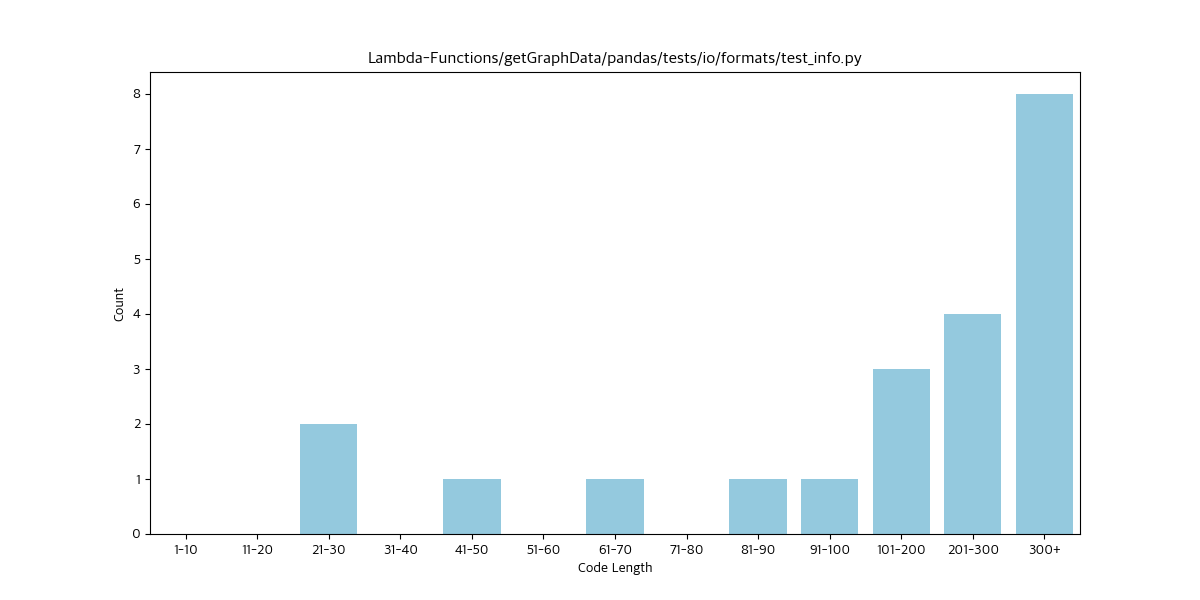 Lambda-Functions/getGraphData/pandas/tests/io/formats/test_info.py
8
7
6
5
4
3
2
1
0
Count
1-10 11-20 21-30 31-40 41-50 51-60 61-70 71-80 81-90 91-100 101-200 201-300 300+
Code Length